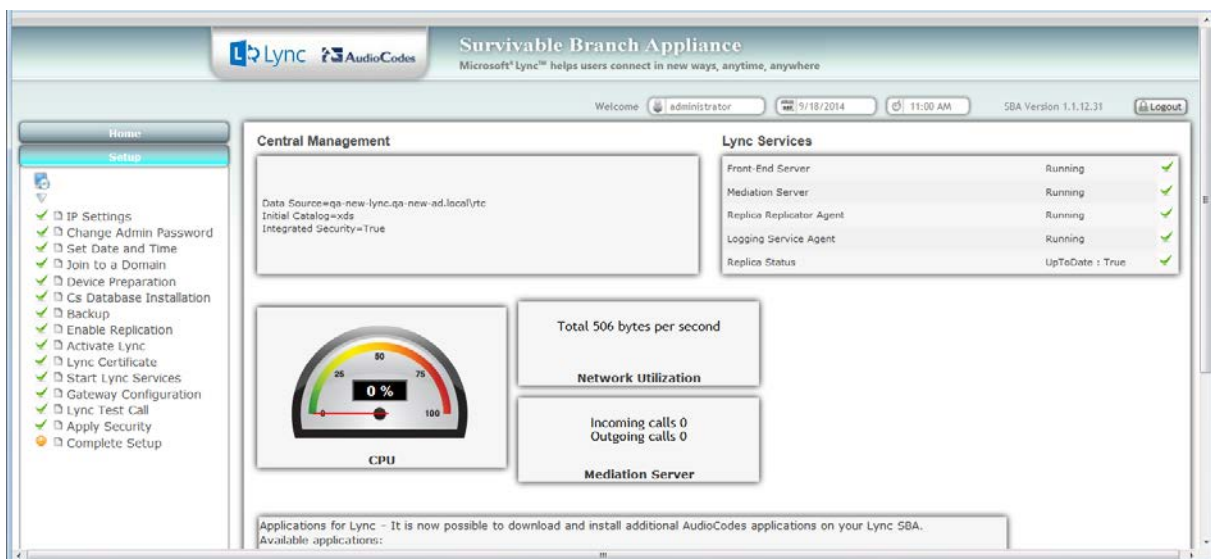 Lync AudioCodes
Survivable Branch Appliance
Microsoft® Lync™ helps users connect in new ways, anytime, anywhere
Welcome administrator 9/18/2014 11:00 AM SBA Version 1.1.12.31 Logout
Home
Setup
IP Settings
Change Admin Password
Set Date and Time
Join to a Domain
Device Preparation
Cs Database Installation
Backup
Enable Replication
Activate Lync
Lync Certificate
Start Lync Services
Gateway Configuration
Lync Test Call
Apply Security
Complete Setup
Central Management
Data Source=qa-new-lync.qa-new-ad.local\rtc
Initial Catalog=xds
Integrated Security=True
Lync Services
Front-End Server Running
Mediation Server Running
Replica Replicator Agent Running
Logging Service Agent Running
Replica Status UpToDate : True
0 25 50 75 100
0 %
CPU
Total 506 bytes per second
Network Utilization
Incoming calls 0
Outgoing calls 0
Mediation Server
Applications for Lync - It is now possible to download and install additional AudioCodes applications on your Lync SBA.
Available applications: